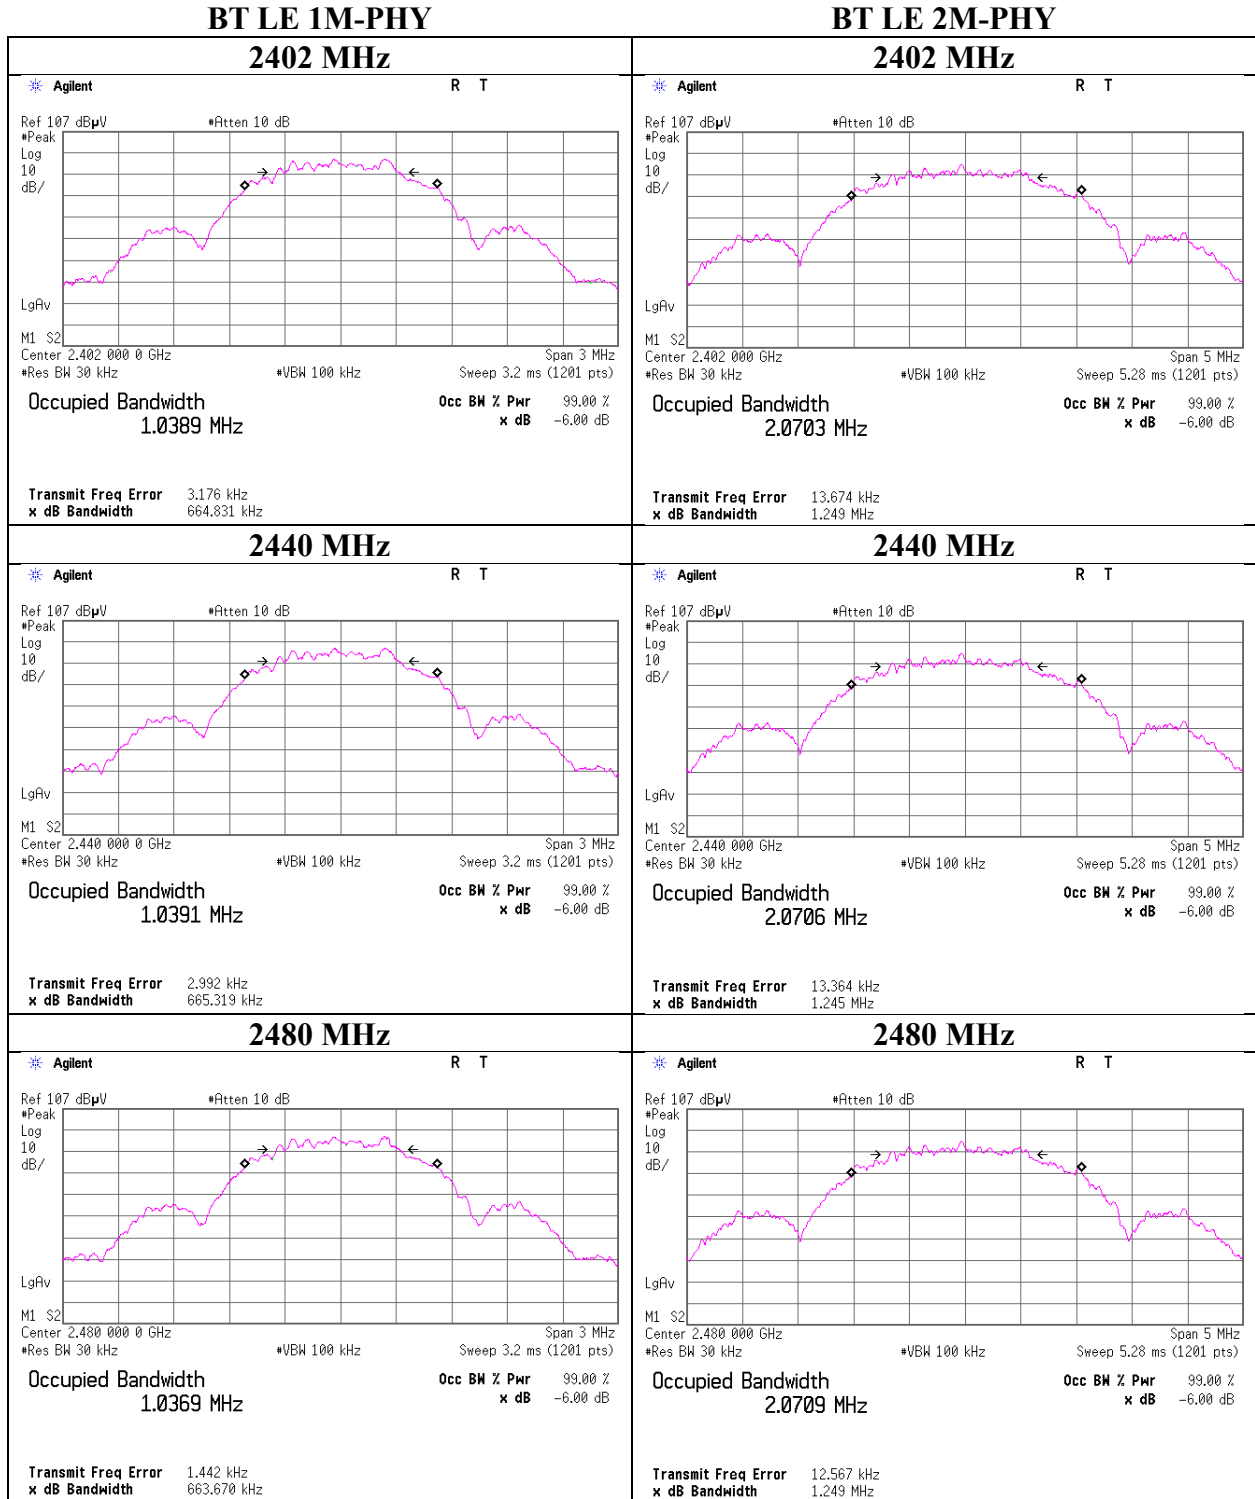 BT LE 1M-PHY
BT LE 2M-PHY
2402 MHz
Agilent
R T
Ref 107 dBµV
#Atten 10 dB
#Peak
Log
10
dB/
LgAv
M1 S2
Center 2.402 000 0 GHz
Span 3 MHz
#Res BW 30 kHz
#VBW 100 kHz
Sweep 3.2 ms (1201 pts)
Occupied Bandwidth
Occ BW % Pwr 99.00 %
1.0389 MHz
x dB -6.00 dB
Transmit Freq Error 3.176 kHz
x dB Bandwidth 664.831 kHz
2402 MHz
Agilent
R T
Ref 107 dBµV
#Atten 10 dB
#Peak
Log
10
dB/
LgAv
M1 S2
Center 2.402 000 GHz
Span 5 MHz
#Res BW 30 kHz
#VBW 100 kHz
Sweep 5.28 ms (1201 pts)
Occupied Bandwidth
Occ BW % Pwr 99.00 %
2.0703 MHz
x dB -6.00 dB
Transmit Freq Error 13.674 kHz
x dB Bandwidth 1.249 MHz
2440 MHz
Agilent
R T
Ref 107 dBµV
#Atten 10 dB
#Peak
Log
10
dB/
LgAv
M1 S2
Center 2.440 000 0 GHz
Span 3 MHz
#Res BW 30 kHz
#VBW 100 kHz
Sweep 3.2 ms (1201 pts)
Occupied Bandwidth
Occ BW % Pwr 99.00 %
1.0391 MHz
x dB -6.00 dB
Transmit Freq Error 2.992 kHz
x dB Bandwidth 665.319 kHz
2440 MHz
Agilent
R T
Ref 107 dBµV
#Atten 10 dB
#Peak
Log
10
dB/
LgAv
M1 S2
Center 2.440 000 GHz
Span 5 MHz
#Res BW 30 kHz
#VBW 100 kHz
Sweep 5.28 ms (1201 pts)
Occupied Bandwidth
Occ BW % Pwr 99.00 %
2.0706 MHz
x dB -6.00 dB
Transmit Freq Error 13.364 kHz
x dB Bandwidth 1.245 MHz
2480 MHz
Agilent
R T
Ref 107 dBµV
#Atten 10 dB
#Peak
Log
10
dB/
LgAv
M1 S2
Center 2.480 000 0 GHz
Span 3 MHz
#Res BW 30 kHz
#VBW 100 kHz
Sweep 3.2 ms (1201 pts)
Occupied Bandwidth
Occ BW % Pwr 99.00 %
1.0369 MHz
x dB -6.00 dB
Transmit Freq Error 1.442 kHz
x dB Bandwidth 663.670 kHz
2480 MHz
Agilent
R T
Ref 107 dBµV
#Atten 10 dB
#Peak
Log
10
dB/
LgAv
M1 S2
Center 2.480 000 GHz
Span 5 MHz
#Res BW 30 kHz
#VBW 100 kHz
Sweep 5.28 ms (1201 pts)
Occupied Bandwidth
Occ BW % Pwr 99.00 %
2.0709 MHz
x dB -6.00 dB
Transmit Freq Error 12.567 kHz
x dB Bandwidth 1.249 MHz